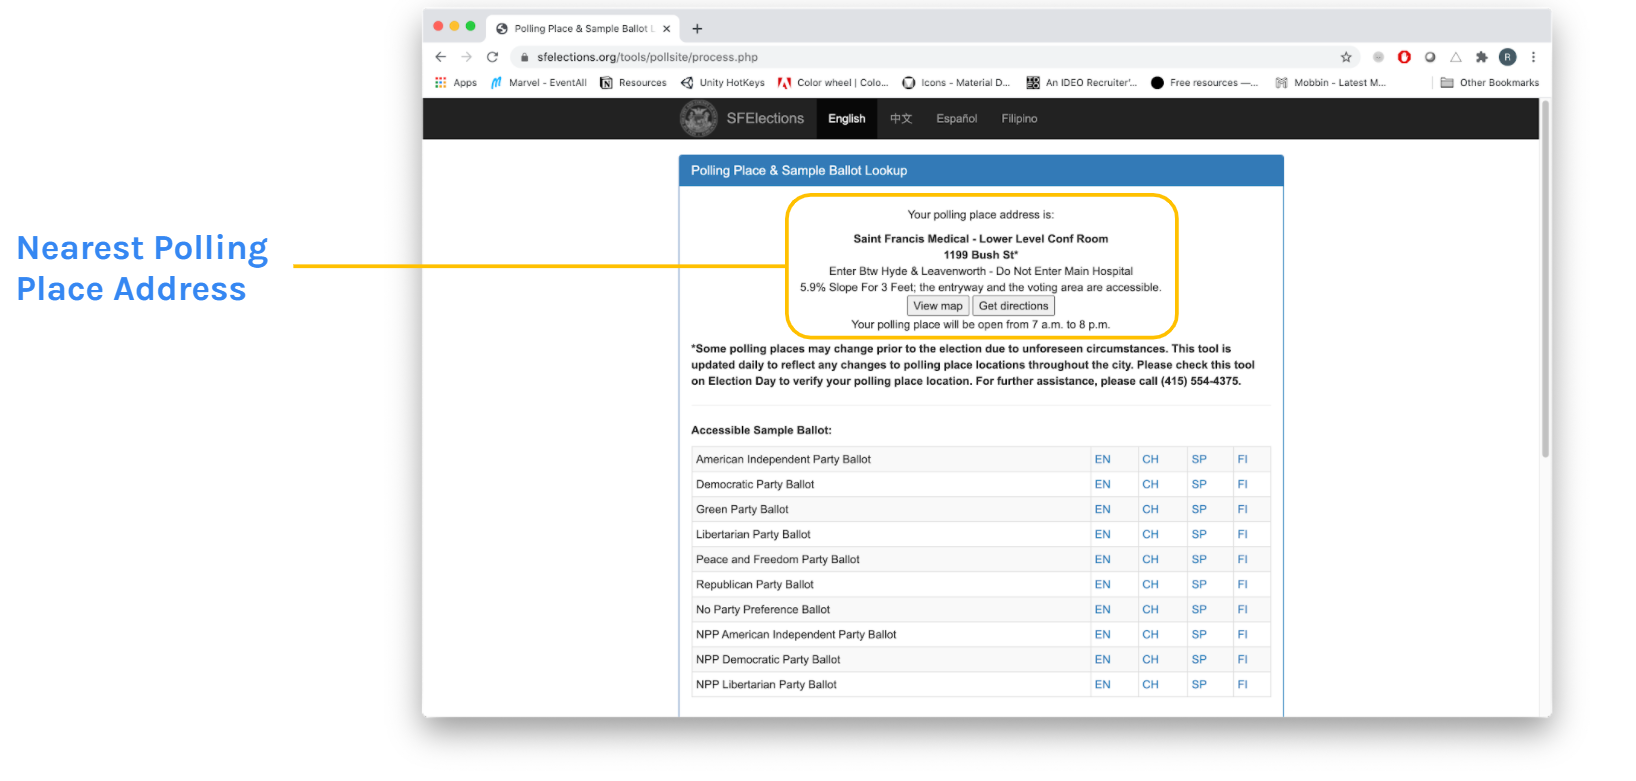 Polling Place & Sample Ballot L
sfelections.org/tools/pollsite/process.php
R
Apps Marvel - EventAll Resources Unity HotKeys Color wheel | Colo... Icons - Material D... An IDEO Recruiter'... Free resources —... Mobbin - Latest M... Other Bookmarks
SFElections English 中文 Español Filipino
Polling Place & Sample Ballot Lookup
Nearest Polling
Place Address
Your polling place address is:
Saint Francis Medical - Lower Level Conf Room
1199 Bush St*
Enter Btw Hyde & Leavenworth - Do Not Enter Main Hospital
5.9% Slope For 3 Feet; the entryway and the voting area are accessible.
View map Get directions
Your polling place will be open from 7 a.m. to 8 p.m.
*Some polling places may change prior to the election due to unforeseen circumstances. This tool is
updated daily to reflect any changes to polling place locations throughout the city. Please check this tool
on Election Day to verify your polling place location. For further assistance, please call (415) 554-4375.
Accessible Sample Ballot:
American Independent Party Ballot EN CH SP FI
Democratic Party Ballot EN CH SP FI
Green Party Ballot EN CH SP FI
Libertarian Party Ballot EN CH SP FI
Peace and Freedom Party Ballot EN CH SP FI
Republican Party Ballot EN CH SP FI
No Party Preference Ballot EN CH SP FI
NPP American Independent Party Ballot EN CH SP FI
NPP Democratic Party Ballot EN CH SP FI
NPP Libertarian Party Ballot EN CH SP FI